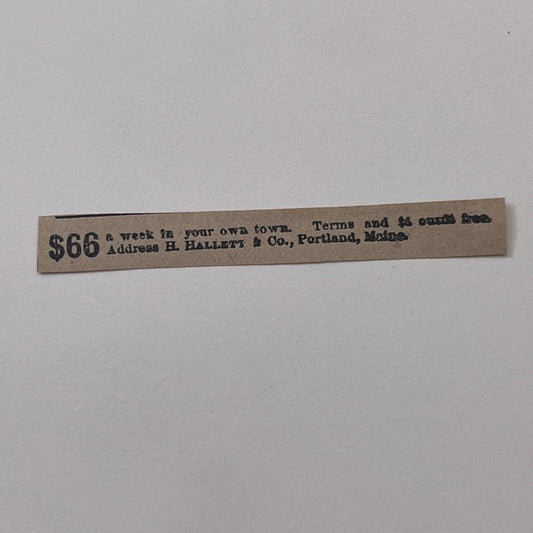 $66 a week in your own town. Terms and $5 outfit free.
Address H. HALLETT & Co., Portland, Maine.